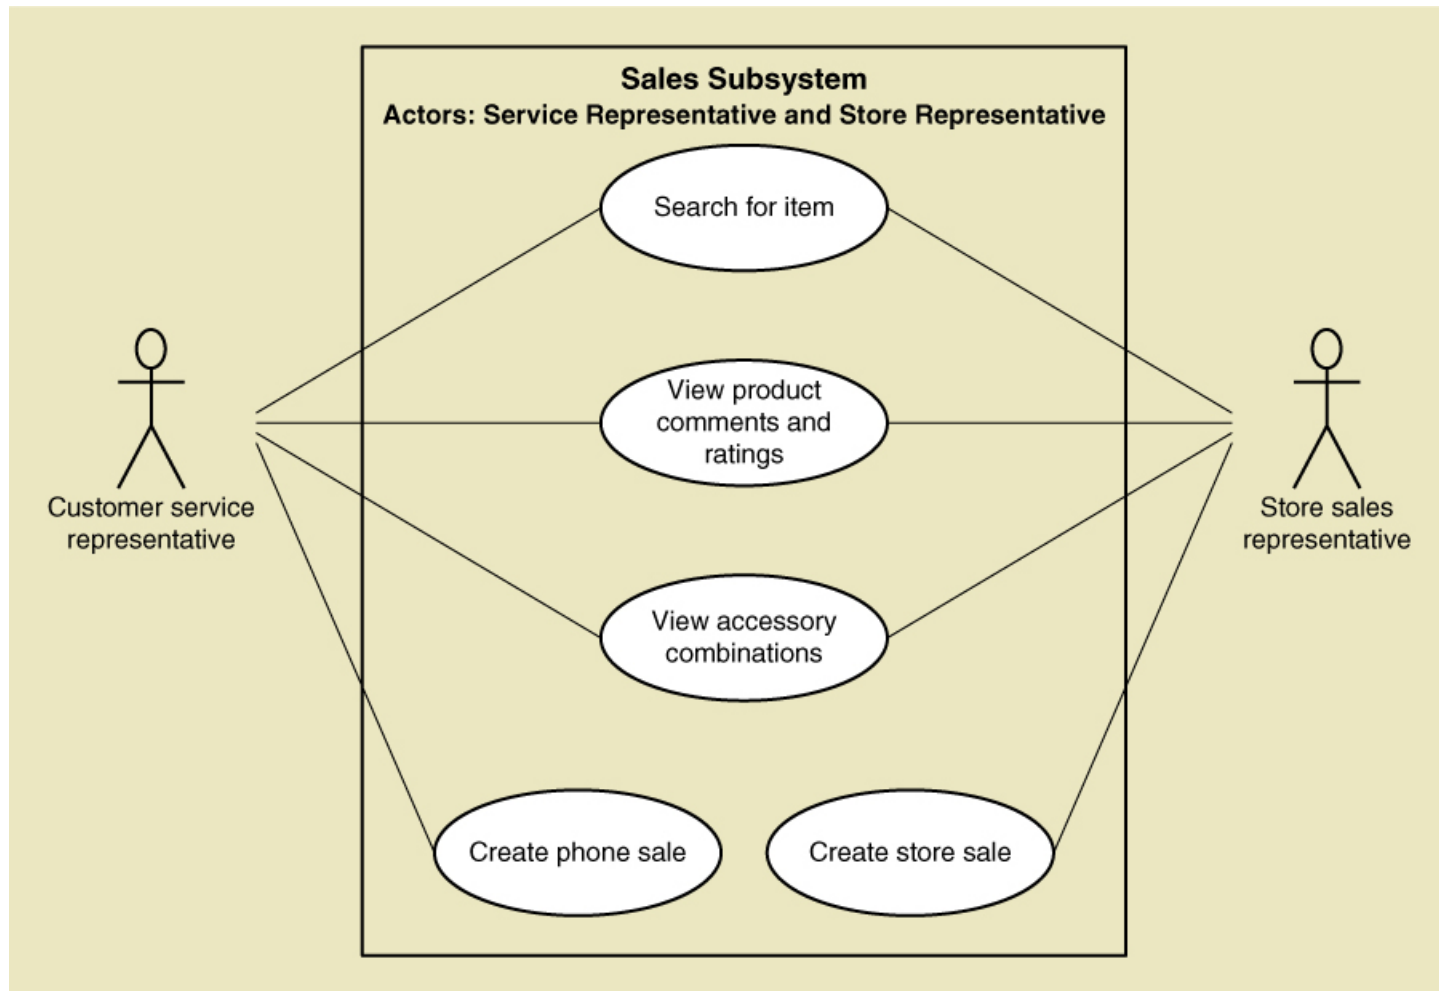 Sales Subsystem
Actors: Service Representative and Store Representative
Search for item
View product
comments and
ratings
Customer service
representative
Store sales
representative
View accessory
combinations
Create phone sale
Create store sale